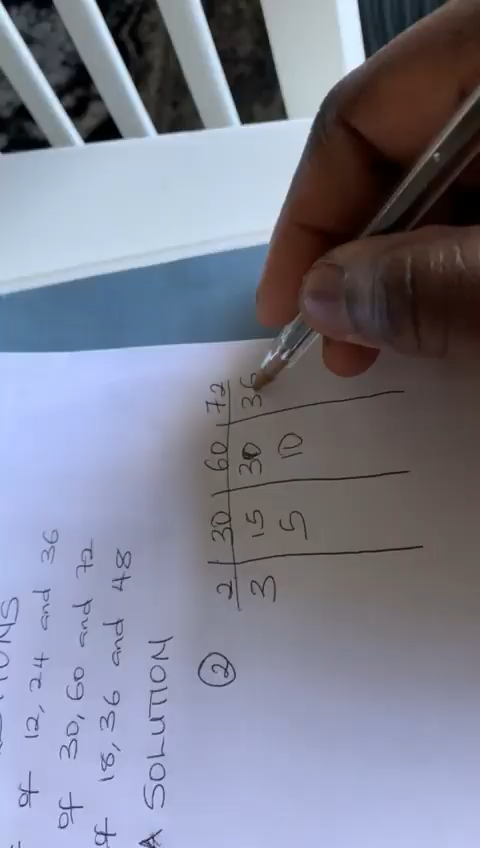 of 12, 24 and 36
of 30, 60 and 72
of 18, 36 and 48
A SOLUTION
2
2 30 60 72
3 15 30 36
5 10